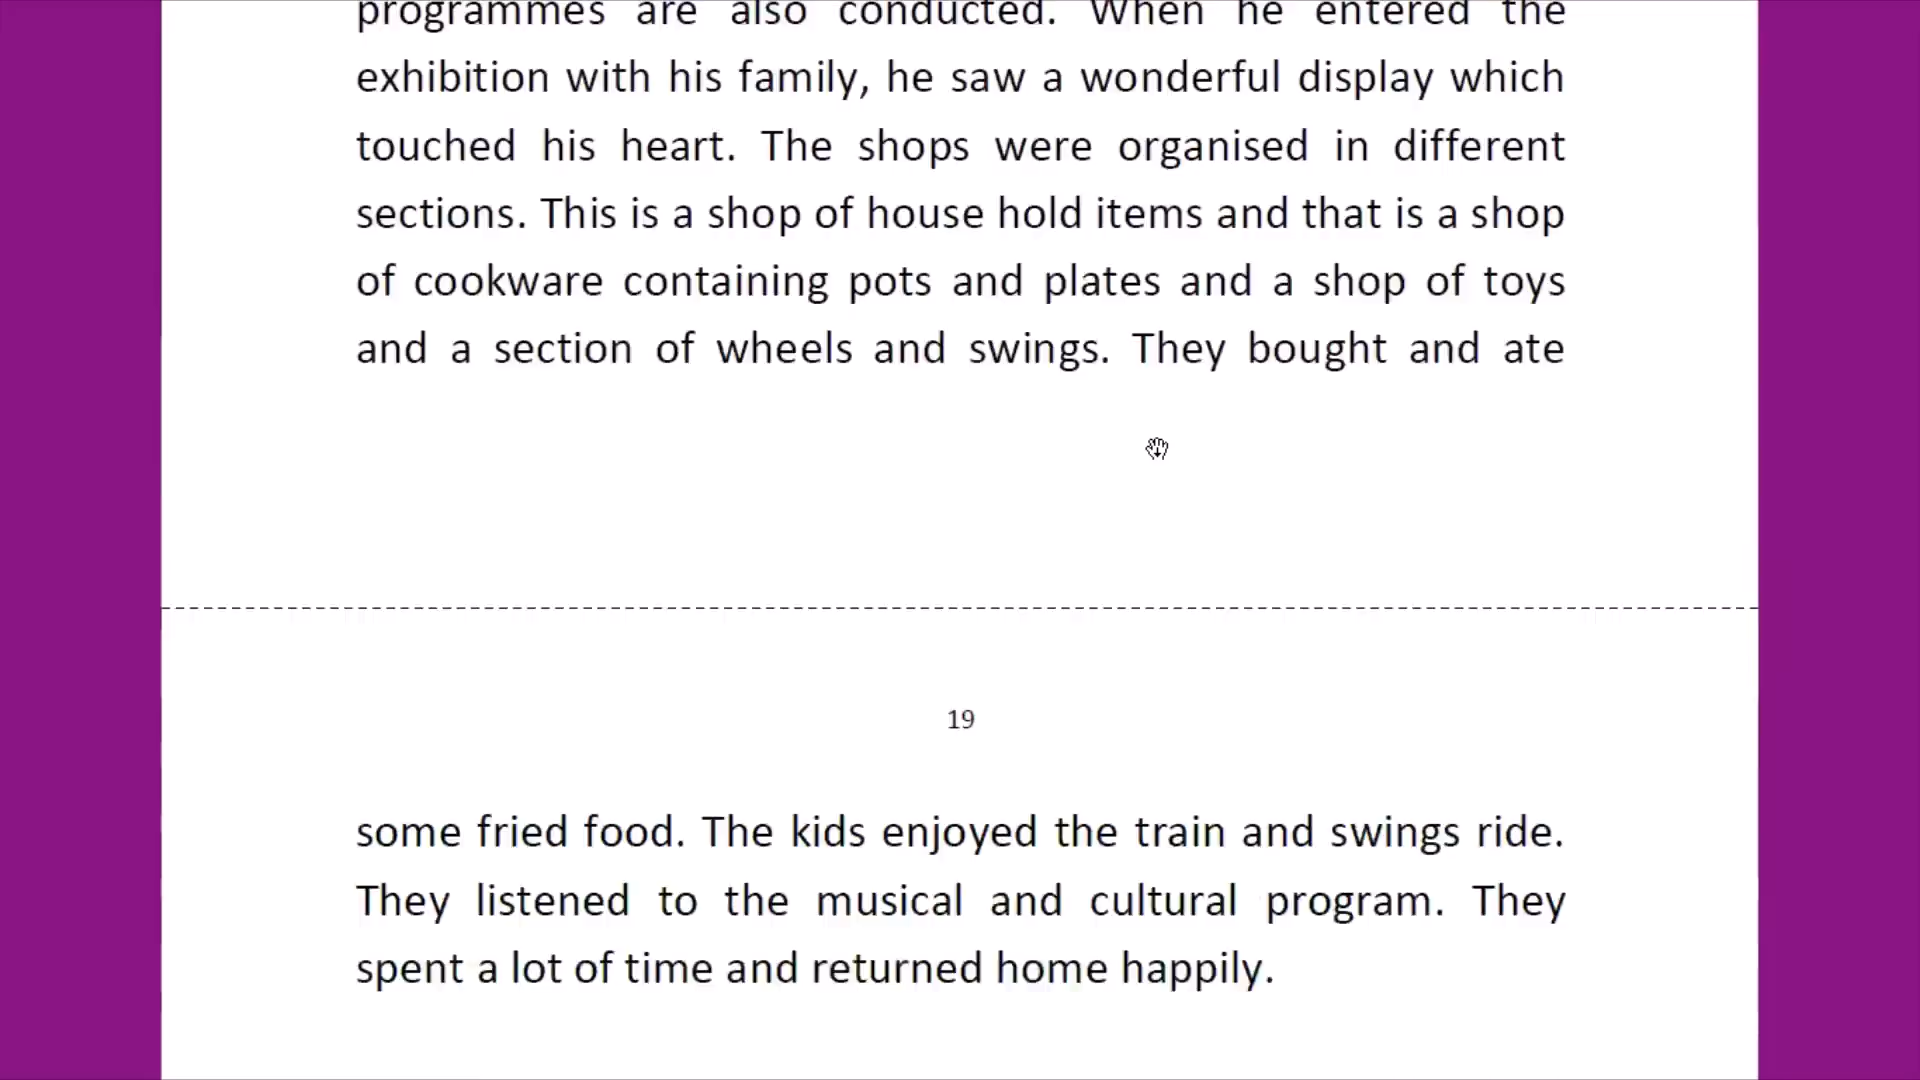 programmes are also conducted. When he entered the
exhibition with his family, he saw a wonderful display which
touched his heart. The shops were organised in different
sections. This is a shop of house hold items and that is a shop
of cookware containing pots and plates and a shop of toys
and a section of wheels and swings. They bought and ate
19
some fried food. The kids enjoyed the train and swings ride.
They listened to the musical and cultural program. They
spent a lot of time and returned home happily.